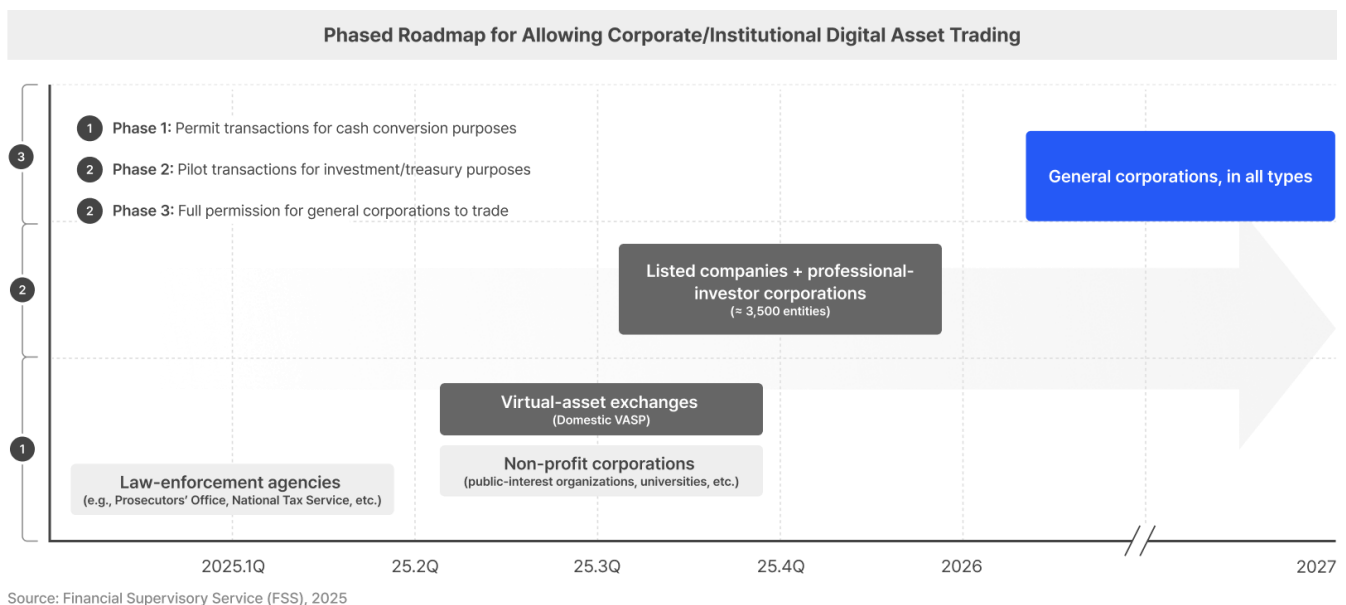 Phased Roadmap for Allowing Corporate/Institutional Digital Asset Trading
3
1 Phase 1: Permit transactions for cash conversion purposes
2 Phase 2: Pilot transactions for investment/treasury purposes
2 Phase 3: Full permission for general corporations to trade
General corporations, in all types
2
Listed companies + professional-
investor corporations
(≈ 3,500 entities)
1
Virtual-asset exchanges
(Domestic VASP)
Non-profit corporations
(public-interest organizations, universities, etc.)
Law-enforcement agencies
(e.g., Prosecutors’ Office, National Tax Service, etc.)
2025.1Q 25.2Q 25.3Q 25.4Q 2026 2027
Source: Financial Supervisory Service (FSS), 2025